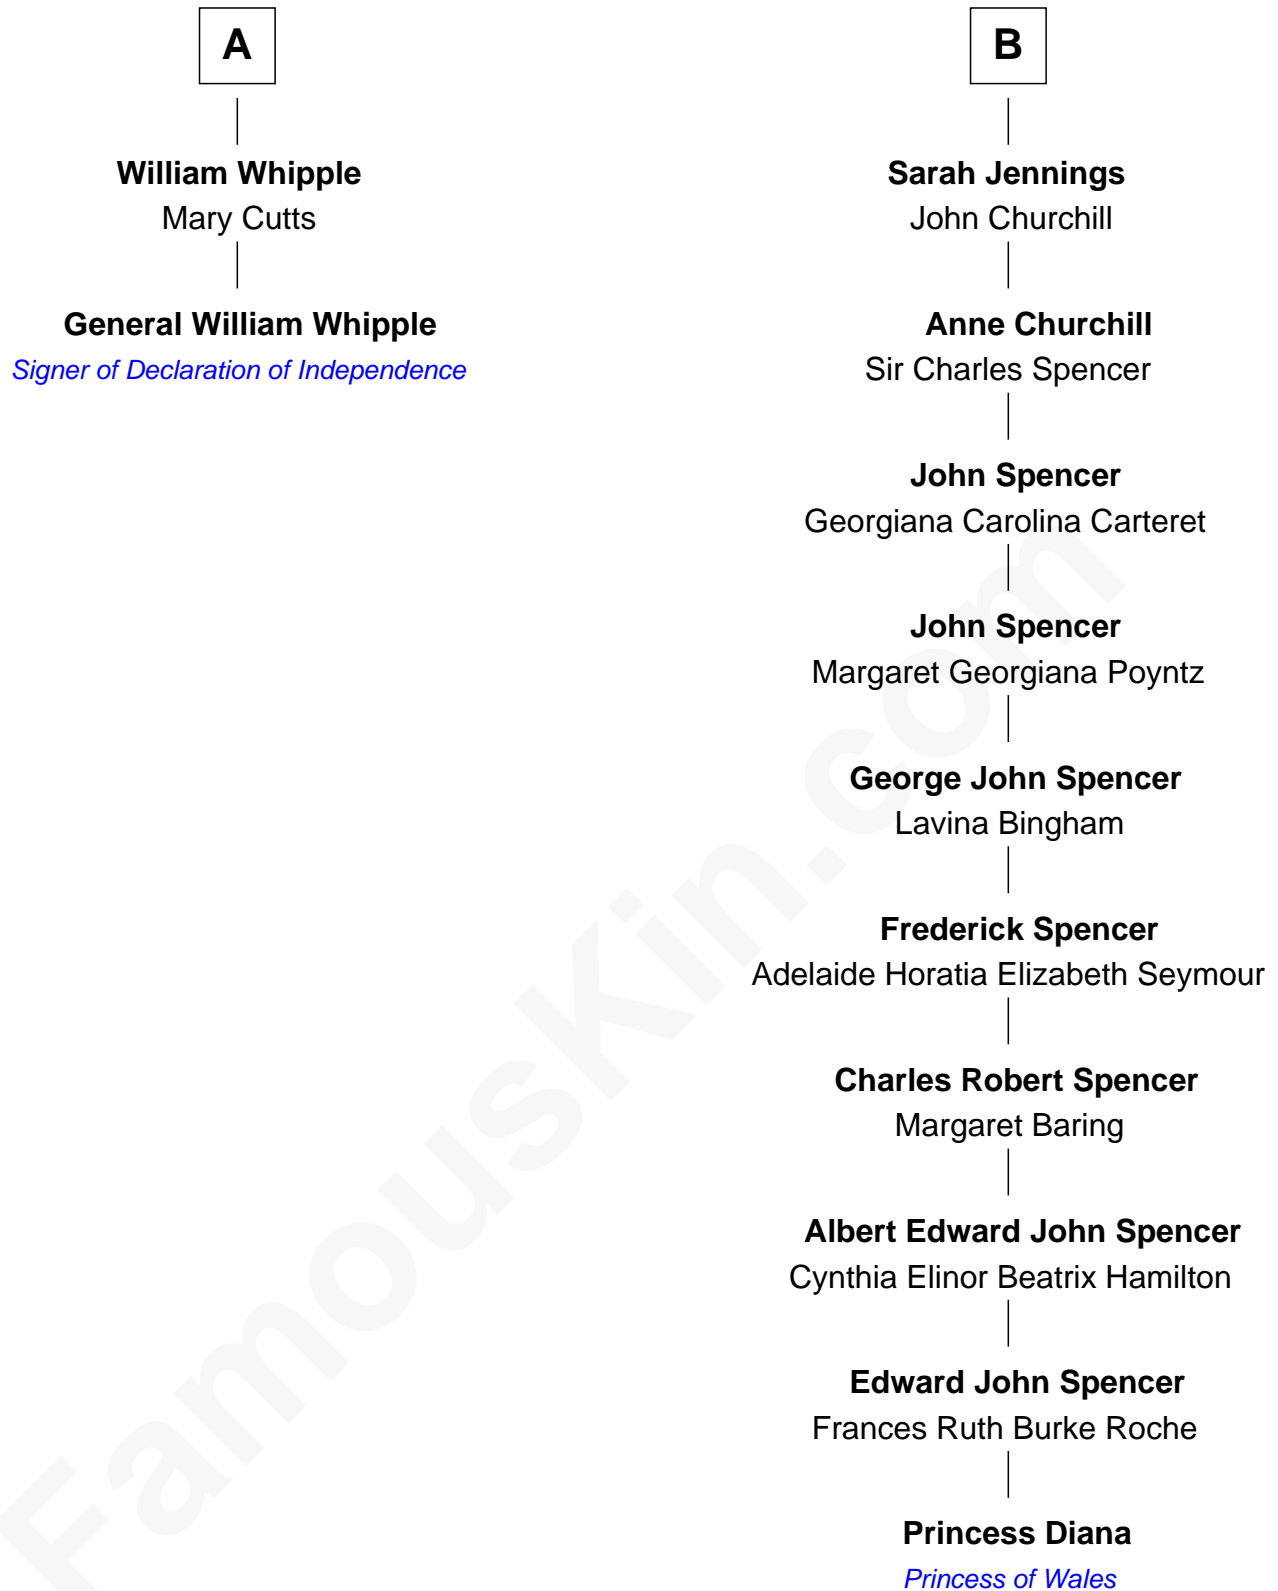 A
William Whipple
Mary Cutts
General William Whipple
Signer of Declaration of Independence
B
Sarah Jennings
John Churchill
Anne Churchill
Sir Charles Spencer
John Spencer
Georgiana Carolina Carteret
John Spencer
Margaret Georgiana Poyntz
George John Spencer
Lavina Bingham
Frederick Spencer
Adelaide Horatia Elizabeth Seymour
Charles Robert Spencer
Margaret Baring
Albert Edward John Spencer
Cynthia Elinor Beatrix Hamilton
Edward John Spencer
Frances Ruth Burke Roche
Princess Diana
Princess of Wales
FamousKin.com